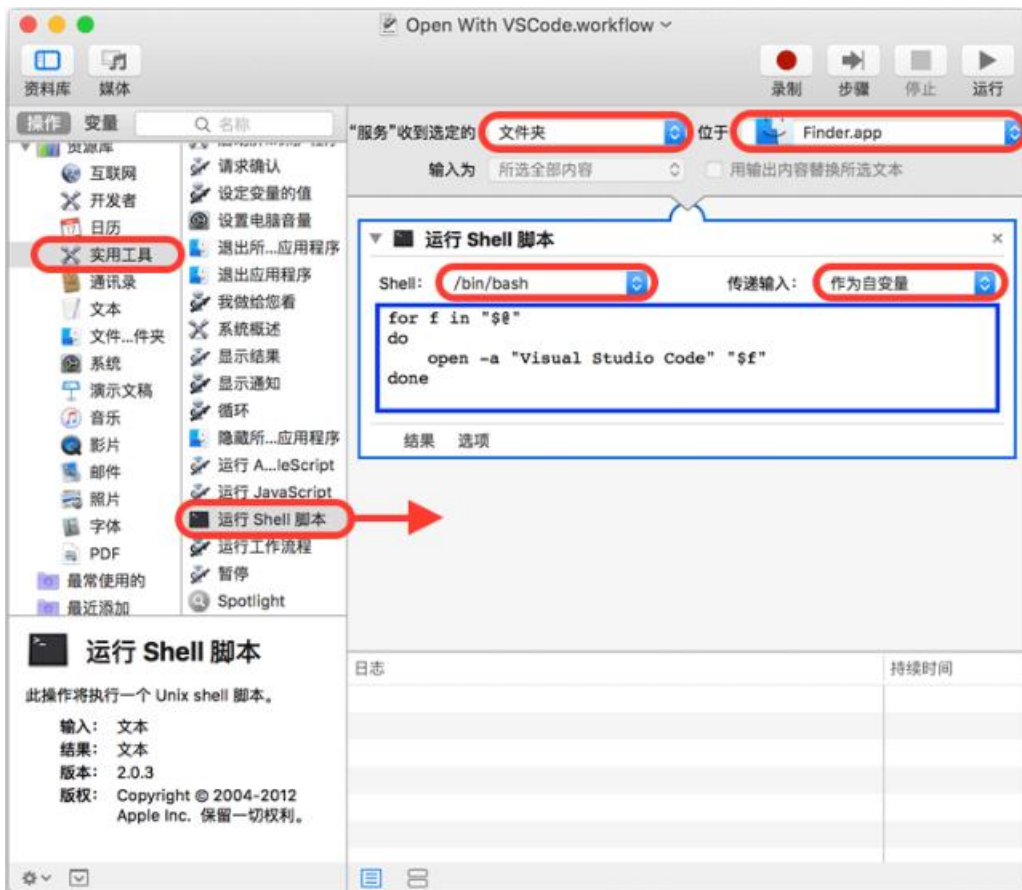 Open With VSCode.workflow
资料库
媒体
录制
步骤
停止
运行
操作
变量
名称
资源库
互联网
开发者
日历
实用工具
通讯录
文本
文件...件夹
系统
演示文稿
音乐
影片
邮件
照片
字体
PDF
最常使用的
最近添加
请求确认
设定变量的值
设置电脑音量
退出所...应用程序
退出应用程序
我做给您看
系统概述
显示结果
显示通知
循环
隐藏所...应用程序
运行 A...leScript
运行 JavaScript
运行 Shell 脚本
运行工作流程
暂停
Spotlight
“服务”收到选定的 文件夹 位于 Finder.app
输入为 所选全部内容 用输出内容替换所选文本
运行 Shell 脚本
Shell: /bin/bash 传递输入: 作为自变量
for f in "$@"
do
    open -a "Visual Studio Code" "$f"
done
结果 选项
运行 Shell 脚本
此操作将执行一个 Unix shell 脚本。
输入: 文本
结果: 文本
版本: 2.0.3
版权: Copyright © 2004-2012
Apple Inc. 保留一切权利。
日志
持续时间